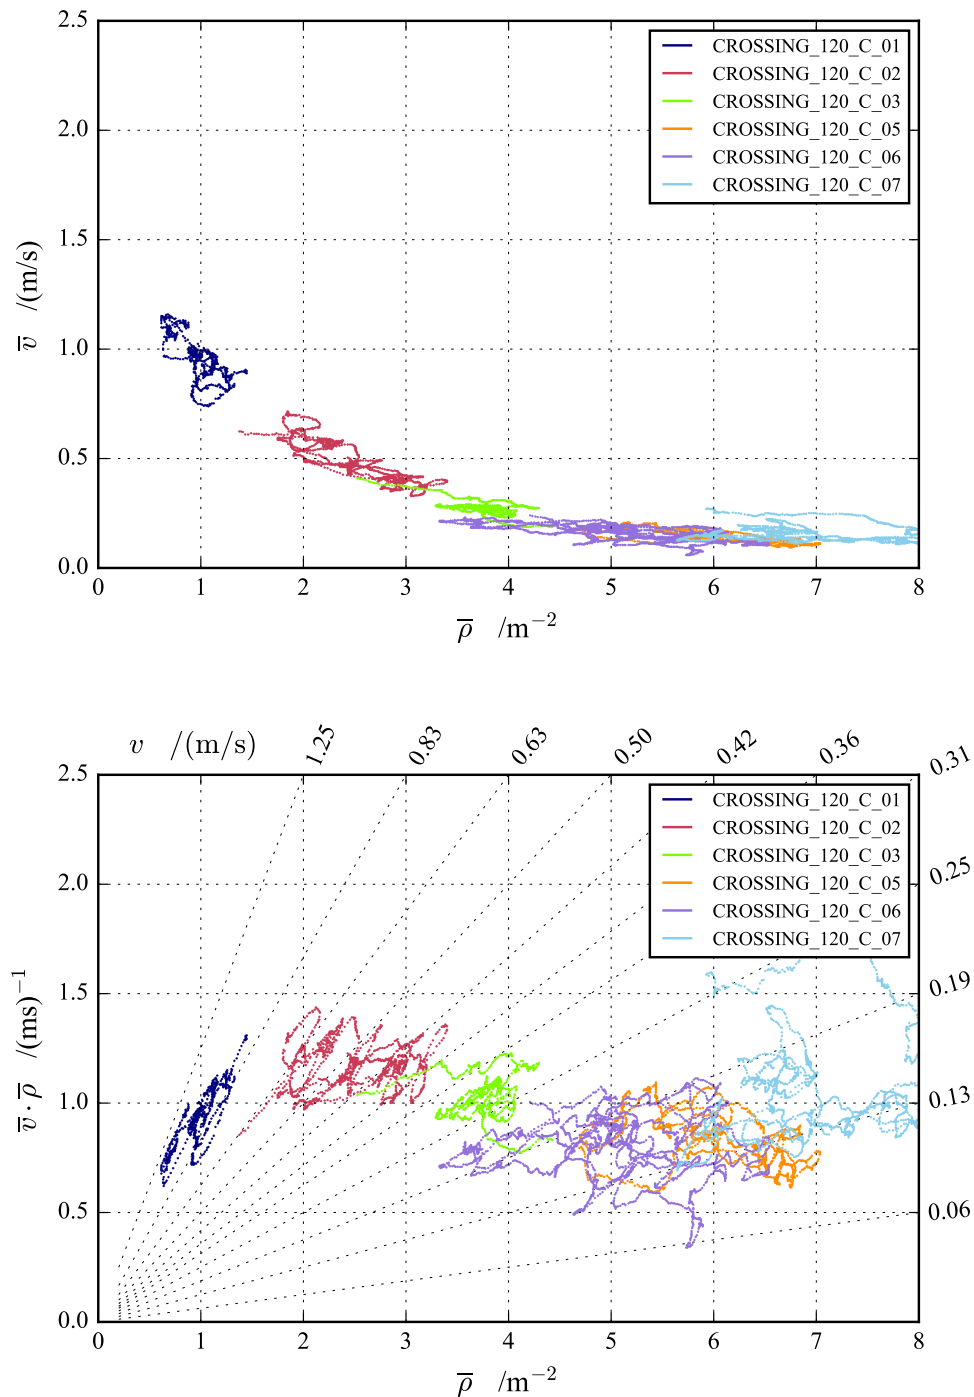 2.5
2.0
1.5
1.0
0.5
0.0
v̅ /(m/s)
CROSSING_120_C_01
CROSSING_120_C_02
CROSSING_120_C_03
CROSSING_120_C_05
CROSSING_120_C_06
CROSSING_120_C_07
0 1 2 3 4 5 6 7 8
ρ̅ /m⁻²
v /(m/s) 1.25 0.83 0.63 0.50 0.42 0.36 0.31
2.5
2.0
1.5
1.0
0.5
0.0
v̅ · ρ̅ /(ms)⁻¹
CROSSING_120_C_01
CROSSING_120_C_02
CROSSING_120_C_03
CROSSING_120_C_05
CROSSING_120_C_06
CROSSING_120_C_07
0.25
0.19
0.13
0.06
0 1 2 3 4 5 6 7 8
ρ̅ /m⁻²